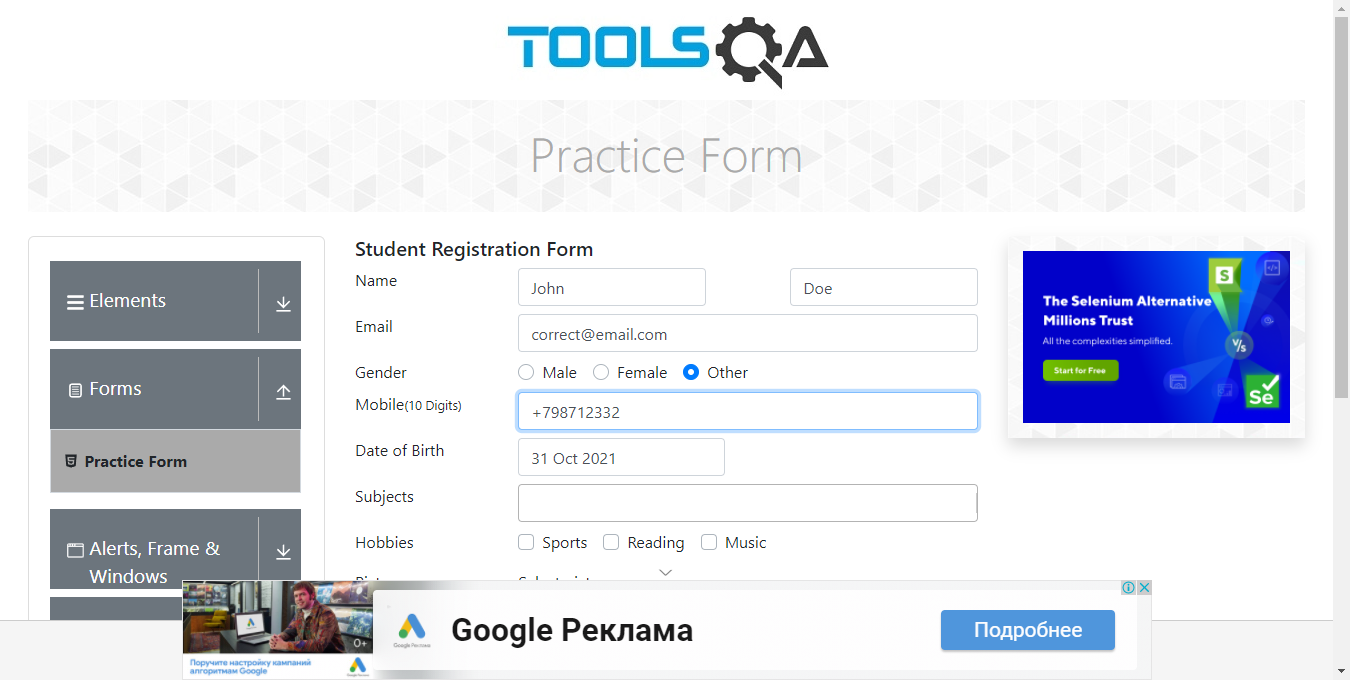 TOOLSQA
Practice Form
Elements
Forms
Practice Form
Alerts, Frame &
Windows
Student Registration Form
Name
John
Doe
Email
correct@email.com
Gender
Male
Female
Other
Mobile(10 Digits)
+798712332
Date of Birth
31 Oct 2021
Subjects
Hobbies
Sports
Reading
Music
The Selenium Alternative
Millions Trust
All the complexities simplified.
Start for Free
S
V/s
Se
0+
Поручите настройку кампаний
алгоритмам Google
Google Реклама
Google Реклама
Подробнее